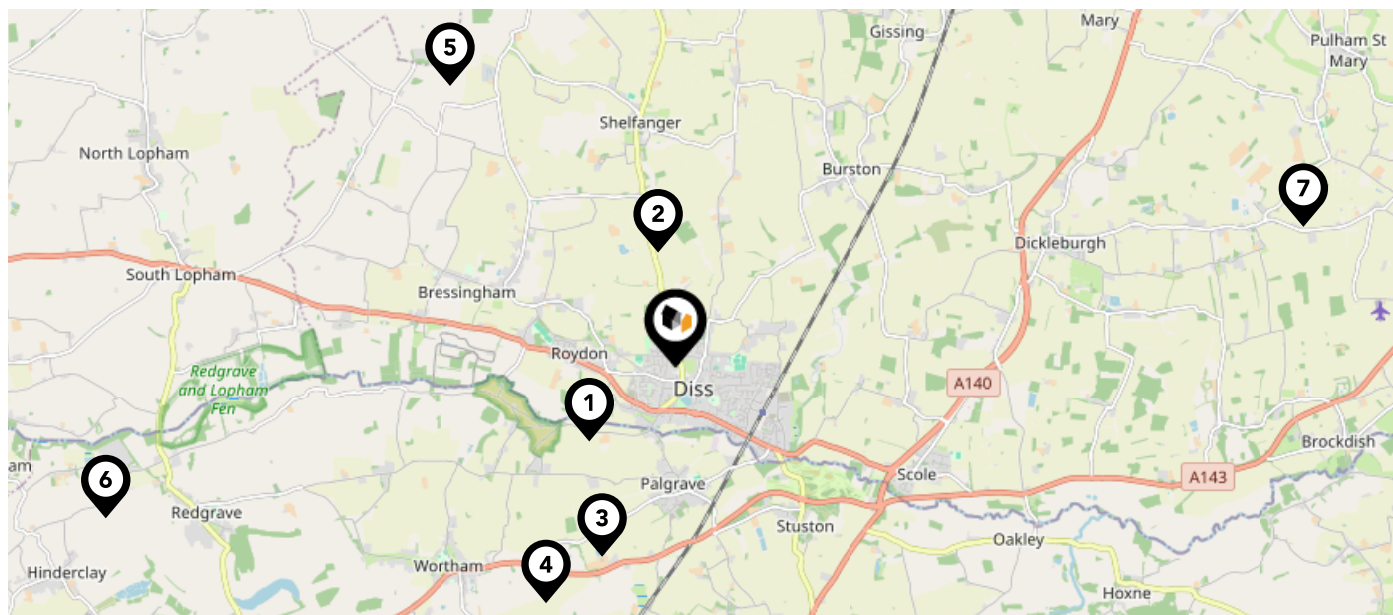 Mary
Gissing
Pulham St
Mary
5
Shelfanger
North Lopham
Burston
7
2
Dickleburgh
South Lopham
Bressingham
Roydon
Redgrave
and Lopham
Fen
Diss
A140
1
Brockdish
am
6
Scole
A143
Palgrave
Redgrave
3
Stuston
Oakley
4
Wortham
Hinderclay
Hoxne